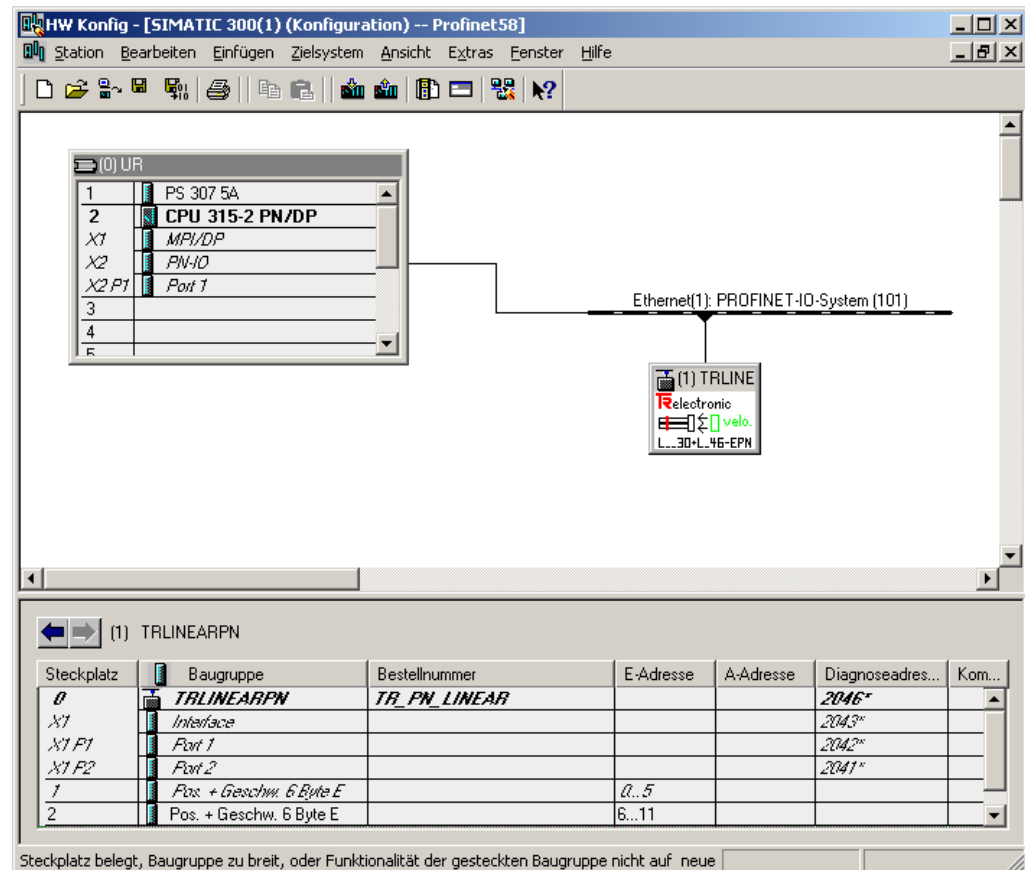 HW Konfig - [SIMATIC 300(1) (Konfiguration) -- Profinet58]
Station Bearbeiten Einfügen Zielsystem Ansicht Extras Fenster Hilfe
(0) UR
1 PS 307 5A
2 CPU 315-2 PN/DP
X1 MPI/DP
X2 PN-IO
X2 P1 Port 1
3
4
5
Ethernet(1): PROFINET-IO-System (101)
(1) TRLINE
TRelectronic
velo.
L__30+L_46-EPN
(1) TRLINEARPN
Steckplatz Baugruppe Bestellnummer E-Adresse A-Adresse Diagnoseadres... Kom...
0 TRLINEARPN TR_PN_LINEAR 2046*
X1 Interface 2043*
X1 P1 Port 1 2042*
X1 P2 Port 2 2041*
1 Pos. + Geschw. 6 Byte E 0...5
2 Pos. + Geschw. 6 Byte E 6...11
Steckplatz belegt, Baugruppe zu breit, oder Funktionalität der gesteckten Baugruppe nicht auf neue